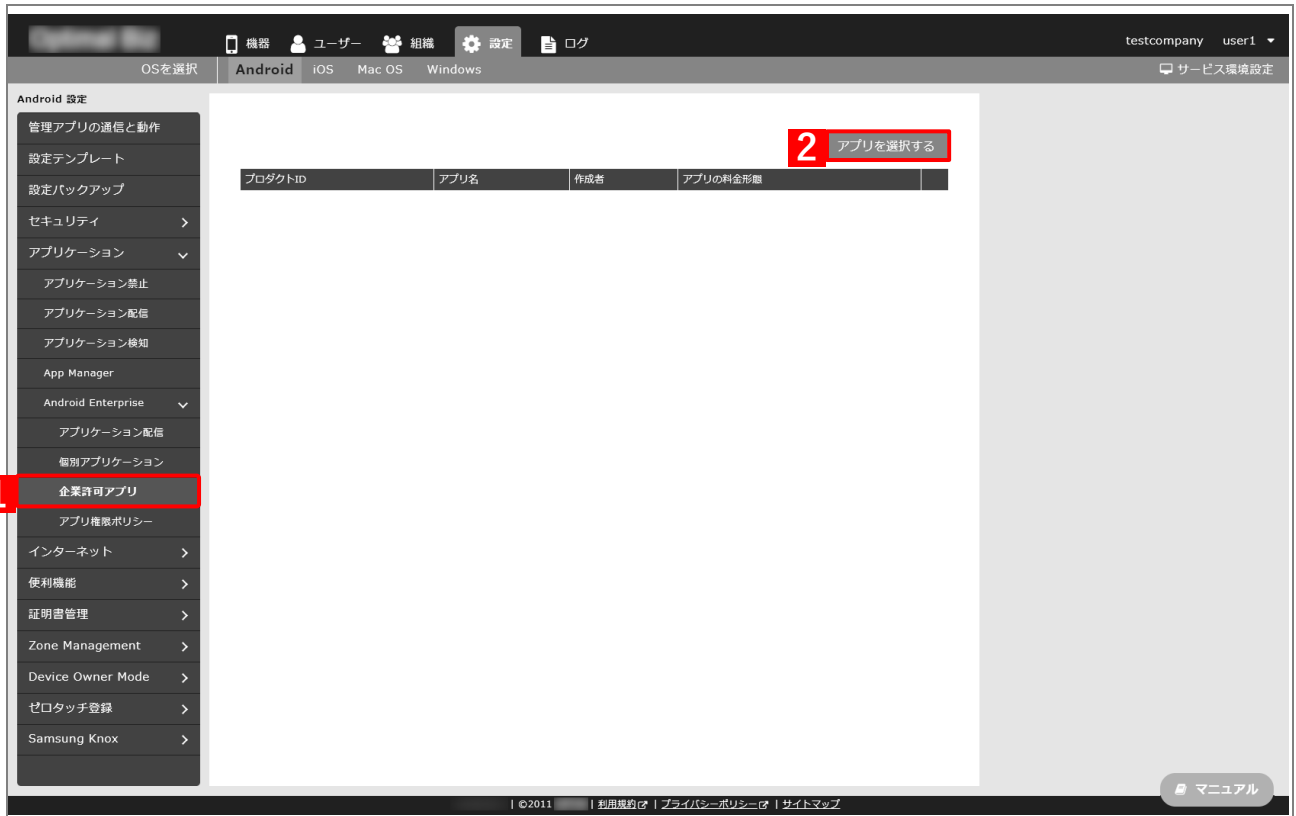 機器 ユーザー 組織 設定 ログ testcompany user1
OSを選択 Android iOS Mac OS Windows サービス環境設定
Android 設定
管理アプリの通信と動作
2 アプリを選択する
設定テンプレート
プロダクトID アプリ名 作成者 アプリの料金形態
設定バックアップ
セキュリティ
アプリケーション
アプリケーション禁止
アプリケーション配信
アプリケーション検知
App Manager
Android Enterprise
アプリケーション配信
個別アプリケーション
1 企業許可アプリ
アプリ権限ポリシー
インターネット
便利機能
証明書管理
Zone Management
Device Owner Mode
ゼロタッチ登録
Samsung Knox
マニュアル
| ©2011 | 利用規約 | プライバシーポリシー | サイトマップ